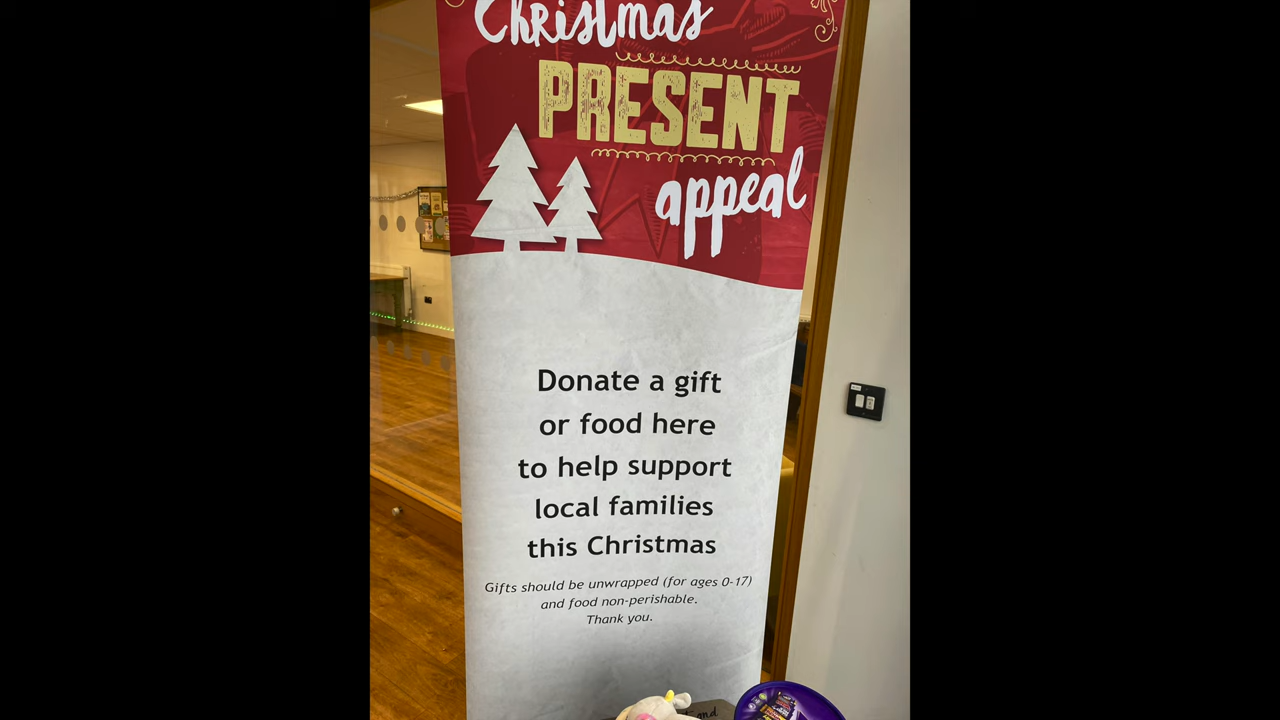 Christmas
PRESENT
appeal
Donate a gift
or food here
to help support
local families
this Christmas
Gifts should be unwrapped (for ages 0-17)
and food non-perishable.
Thank you.
and